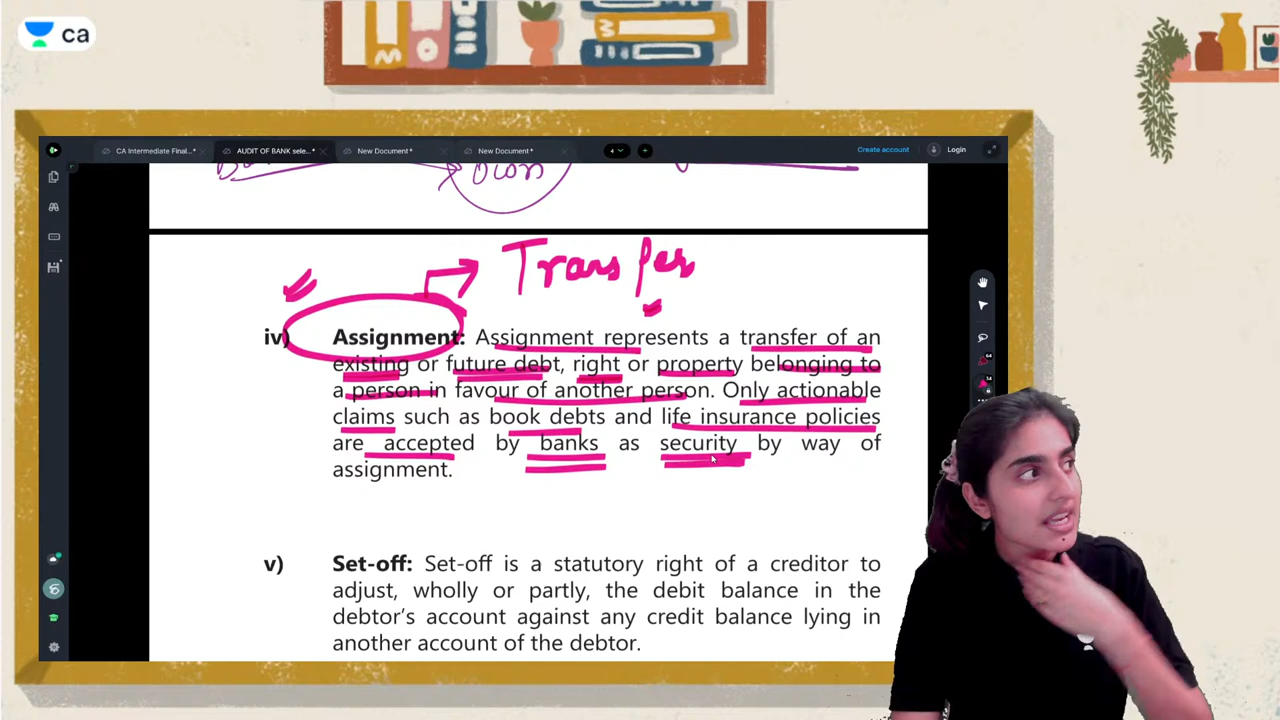 ca
CA Intermediate Final...*
AUDIT OF BANK sele...*
New Document*
New Document*
4
Create account
Login
Transfer
iv) Assignment: Assignment represents a transfer of an
existing or future debt, right or property belonging to
a person in favour of another person. Only actionable
claims such as book debts and life insurance policies
are accepted by banks as security by way of
assignment.
v) Set-off: Set-off is a statutory right of a creditor to
adjust, wholly or partly, the debit balance in the
debtor's account against any credit balance lying in
another account of the debtor.